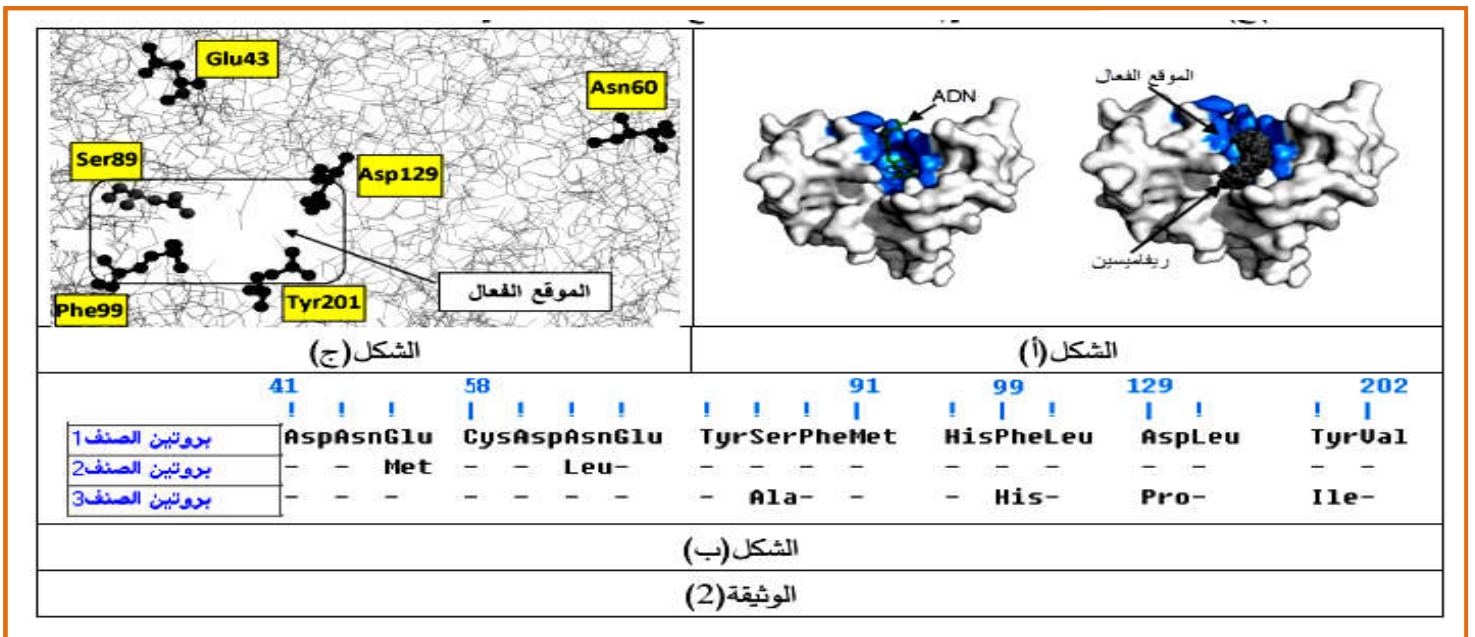 Glu43
Asn60
Ser89
Asp129
Phe99
Tyr201
الموقع الفعال
ADN
الموقع الفعال
ريفاميسين
الشكل(ج)
الشكل(أ)
41 58 91 99 129 202
بروتين الصنف1 AspAsnGlu CysAspAsnGlu TyrSerPheMet HisPheLeu AspLeu TyrVal
بروتين الصنف2 - - Met - - Leu- - - - - - - - - - - -
بروتين الصنف3 - - - - - - - - Ala- - - His- Pro- Ile-
الشكل(ب)
الوثيقة(2)